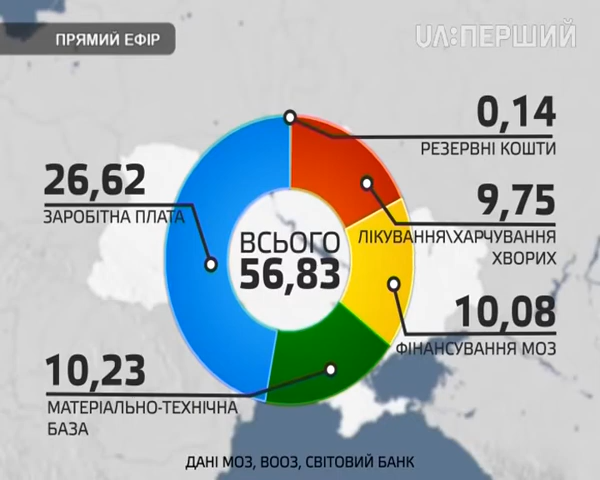 ПРЯМИЙ ЕФІР
UA:ПЕРШИЙ
0,14
РЕЗЕРВНІ КОШТИ
26,62
ЗАРОБІТНА ПЛАТА
9,75
ЛІКУВАННЯ\ХАРЧУВАННЯ
ХВОРИХ
ВСЬОГО
56,83
10,08
ФІНАНСУВАННЯ МОЗ
10,23
МАТЕРІАЛЬНО-ТЕХНІЧНА
БАЗА
ДАНІ МОЗ, ВООЗ, СВІТОВИЙ БАНК